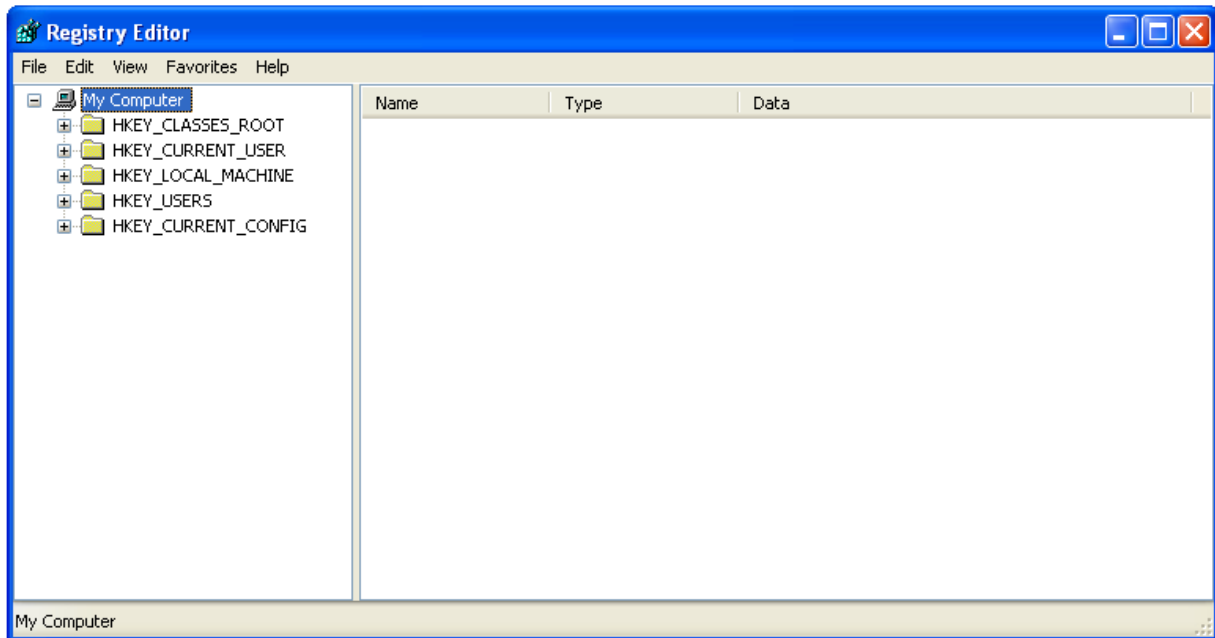 Registry Editor
File Edit View Favorites Help
My Computer
HKEY_CLASSES_ROOT
HKEY_CURRENT_USER
HKEY_LOCAL_MACHINE
HKEY_USERS
HKEY_CURRENT_CONFIG
Name Type Data
My Computer